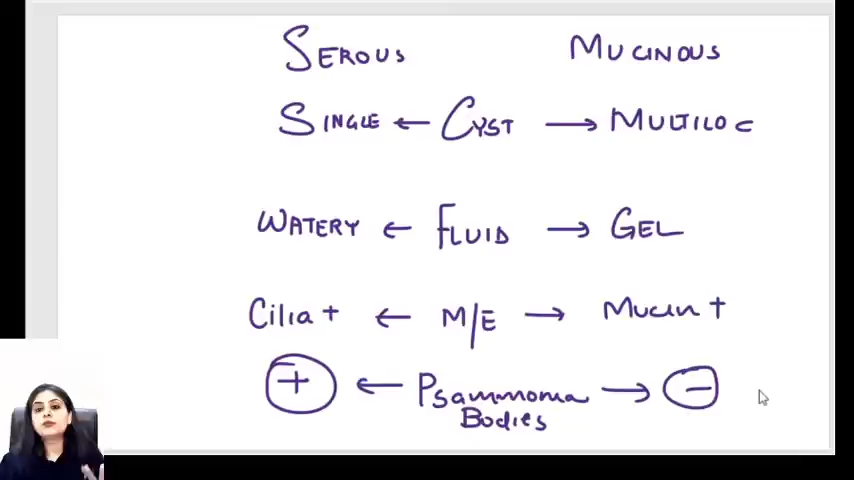 SEROUS MUCINOUS
SINGLE ← CYST → MULTILOC
WATERY ← FLUID → GEL
Cilia + ← M/E → Mucin +
+ ← Psammoma → -
Bodies